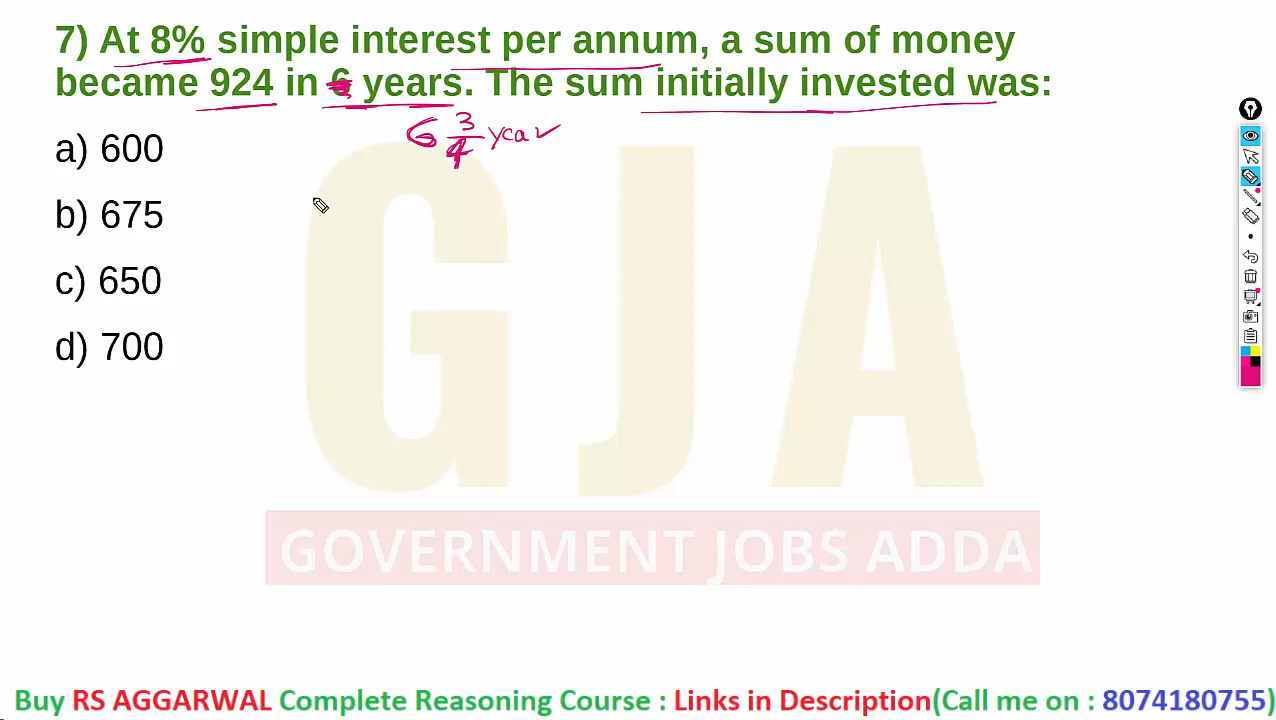 7) At 8% simple interest per annum, a sum of money
became 924 in 6 years. The sum initially invested was:
6 3/4 year
a) 600
b) 675
c) 650
d) 700
GJA
GOVERNMENT JOBS ADDA
Buy RS AGGARWAL Complete Reasoning Course : Links in Description(Call me on : 8074180755)